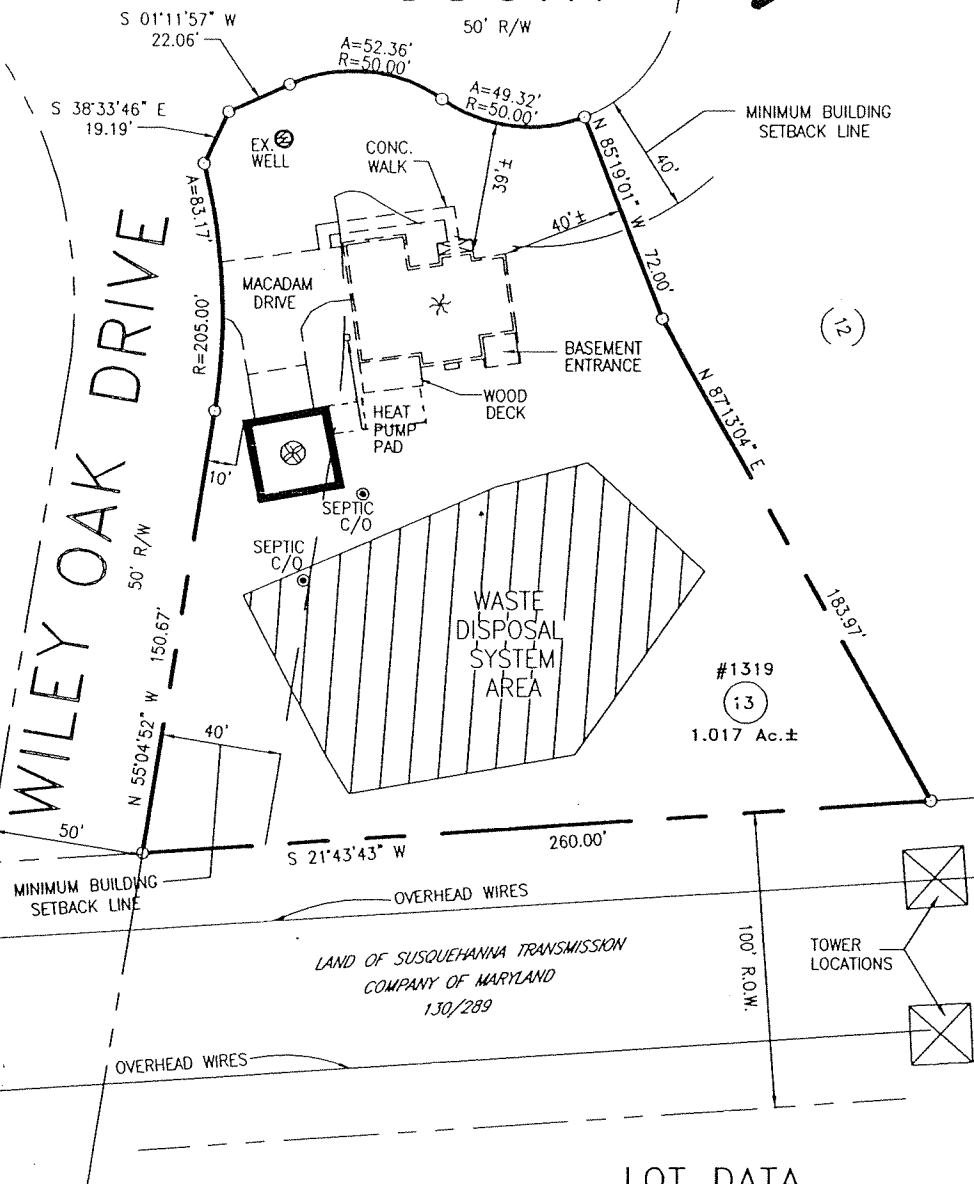 50' R/W
S 01°11'57" W
22.06'
A=52.36'
R=50.00'
A=49.32'
R=50.00'
S 38°33'46" E
19.19'
MINIMUM BUILDING
SETBACK LINE
EX.
WELL
CONC.
WALK
39'±
40'±
40'
N 85°19'01" W 72.00'
A=83.17'
R=205.00'
MACADAM
DRIVE
12
BASEMENT
ENTRANCE
WOOD
DECK
HEAT
PUMP
PAD
N 87°13'04" E
183.97'
10'
SEPTIC
C/O
SEPTIC
C/O
WILEY OAK DRIVE
50' R/W
WASTE
DISPOSAL
SYSTEM
AREA
#1319
13
1.017 Ac.±
N 55°04'52" W 150.67'
40'
50'
S 21°43'43" W
260.00'
MINIMUM BUILDING
SETBACK LINE
OVERHEAD WIRES
LAND OF SUSQUEHANNA TRANSMISSION
COMPANY OF MARYLAND
130/289
100' R.O.W.
TOWER
LOCATIONS
OVERHEAD WIRES
LOT DATA